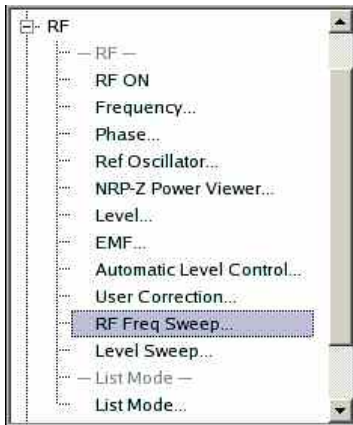 RF
— RF —
RF ON
Frequency...
Phase...
Ref Oscillator...
NRP-Z Power Viewer...
Level...
EMF...
Automatic Level Control...
User Correction...
RF Freq Sweep...
Level Sweep...
— List Mode —
List Mode...